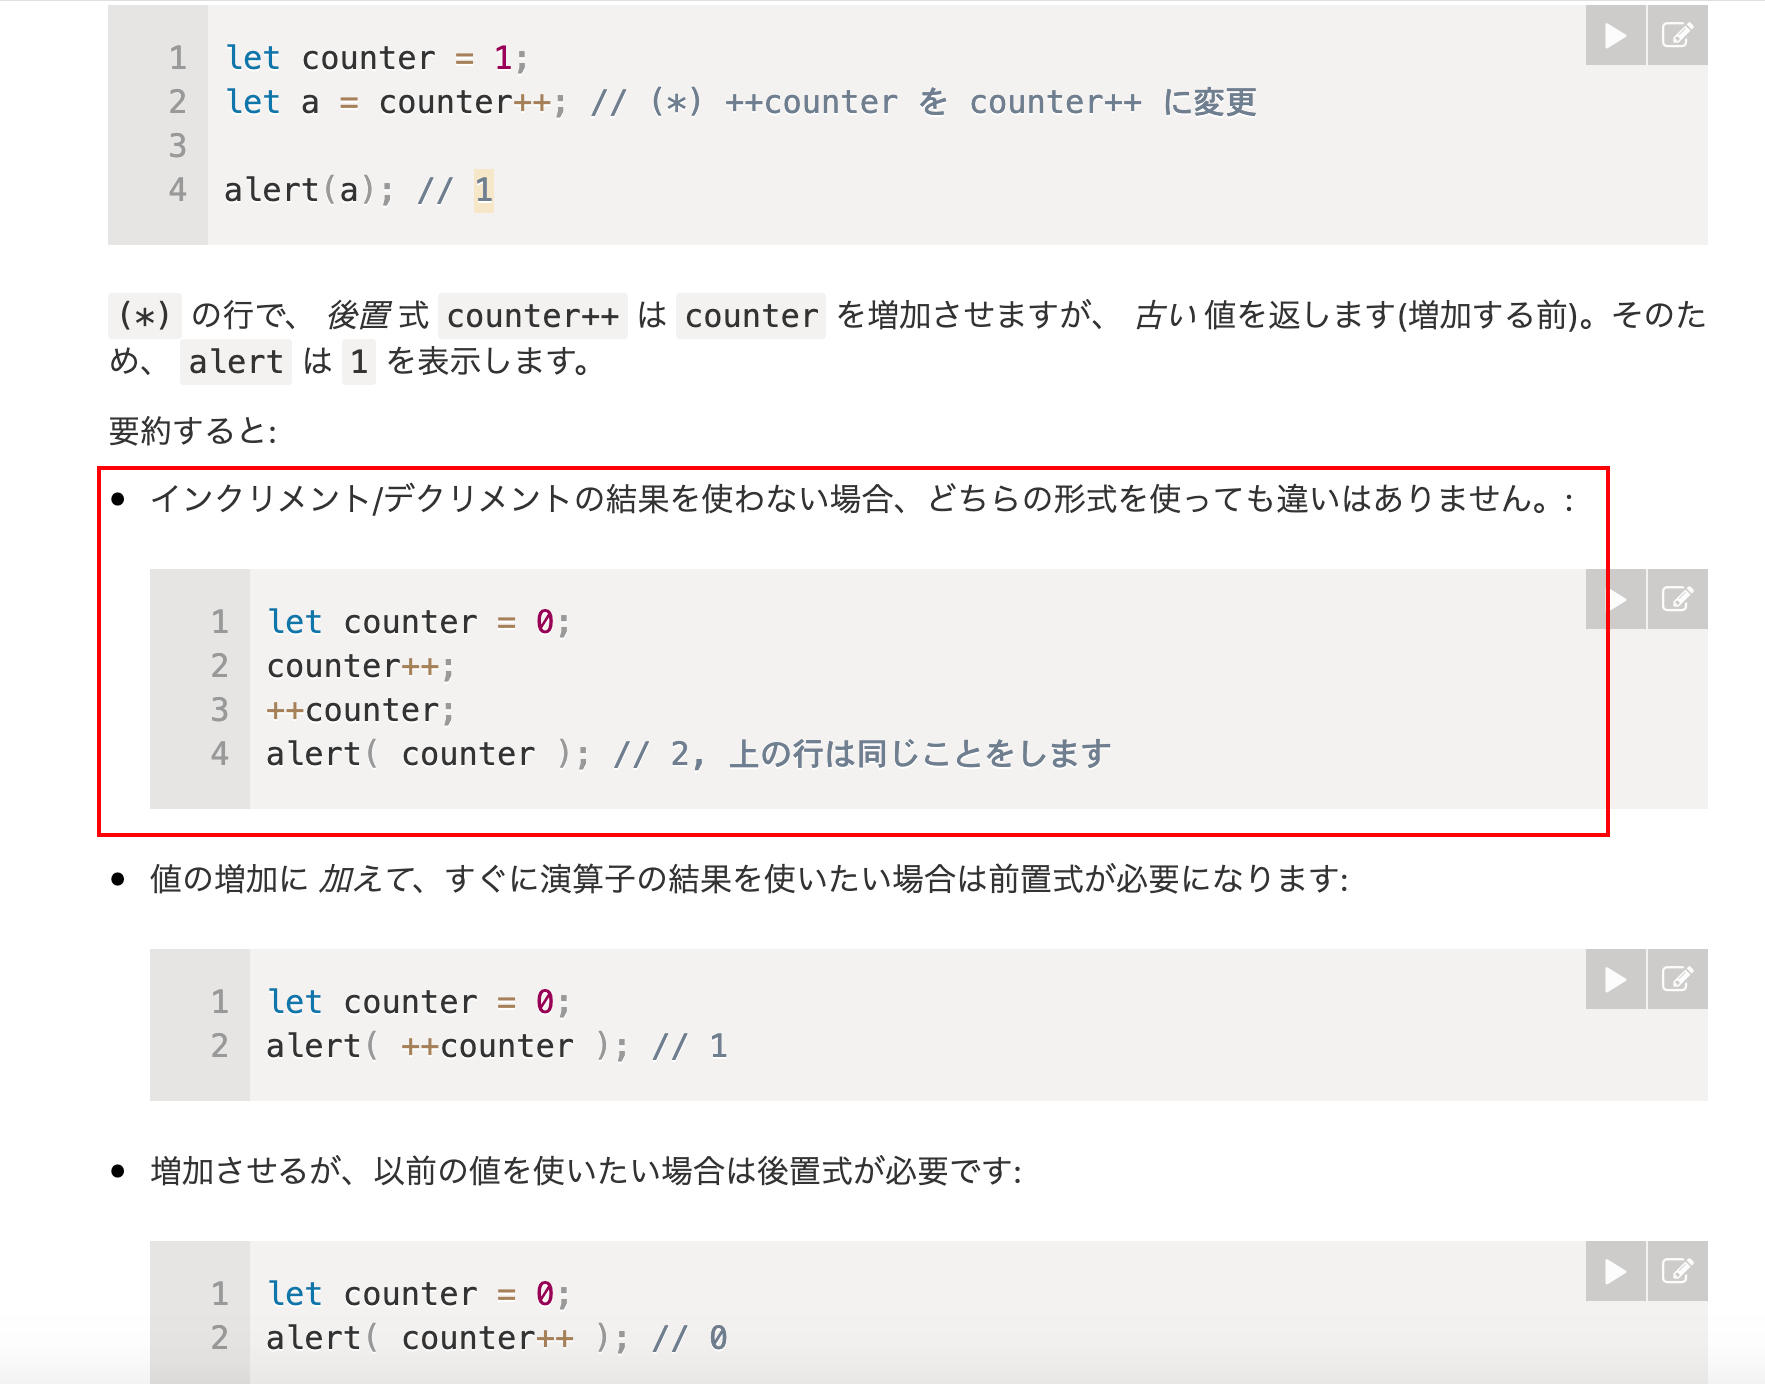 1 let counter = 1;
2 let a = counter++; // (*) ++counter を counter++ に変更
3
4 alert(a); // 1
(*) の行で、 後置 式 counter++ は counter を増加させますが、 古い 値を返します(増加する前)。そのた
め、 alert は 1 を表示します。
要約すると:
• インクリメント/デクリメントの結果を使わない場合、どちらの形式を使っても違いはありません。:
1 let counter = 0;
2 counter++;
3 ++counter;
4 alert( counter ); // 2, 上の行は同じことをします
• 値の増加に 加えて、すぐに演算子の結果を使いたい場合は前置式が必要になります:
1 let counter = 0;
2 alert( ++counter ); // 1
• 増加させるが、以前の値を使いたい場合は後置式が必要です:
1 let counter = 0;
2 alert( counter++ ); // 0